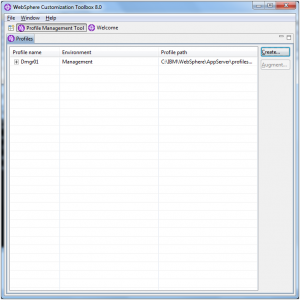 WebSphere Customization Toolbox 8.0
File Window Help
Profile Management Tool Welcome
Profiles
Profile name Environment Profile path Create...
Dmgr01 Management C:\IBM\WebSphere\AppServer\profiles... Augment...